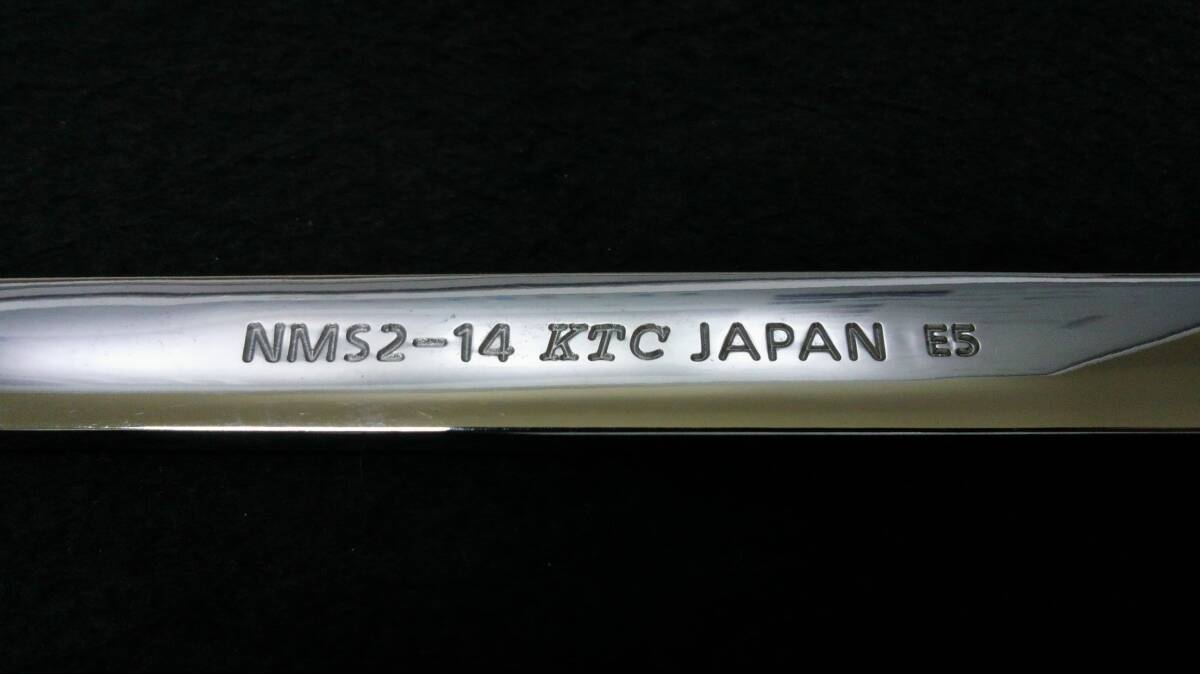 NMS2-14 KTC JAPAN E5